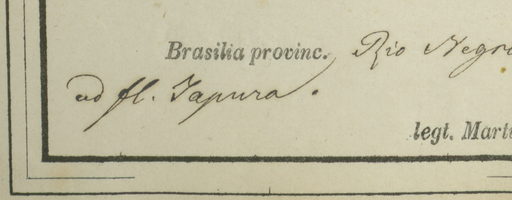 Brasilia provinc. Rio Negro
ad fl. Japura.
legt. Marti